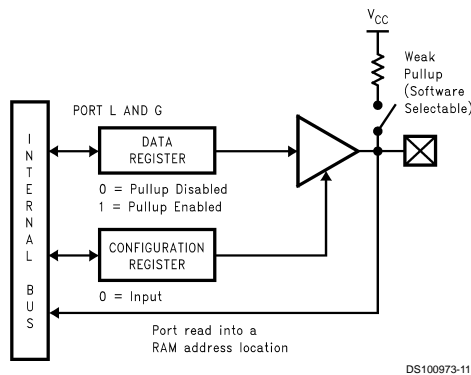 VCC
Weak
Pullup
(Software
Selectable)
PORT L AND G
INTERNAL BUS
DATA
REGISTER
0 = Pullup Disabled
1 = Pullup Enabled
CONFIGURATION
REGISTER
0 = Input
Port read into a
RAM address location
DS100973-11